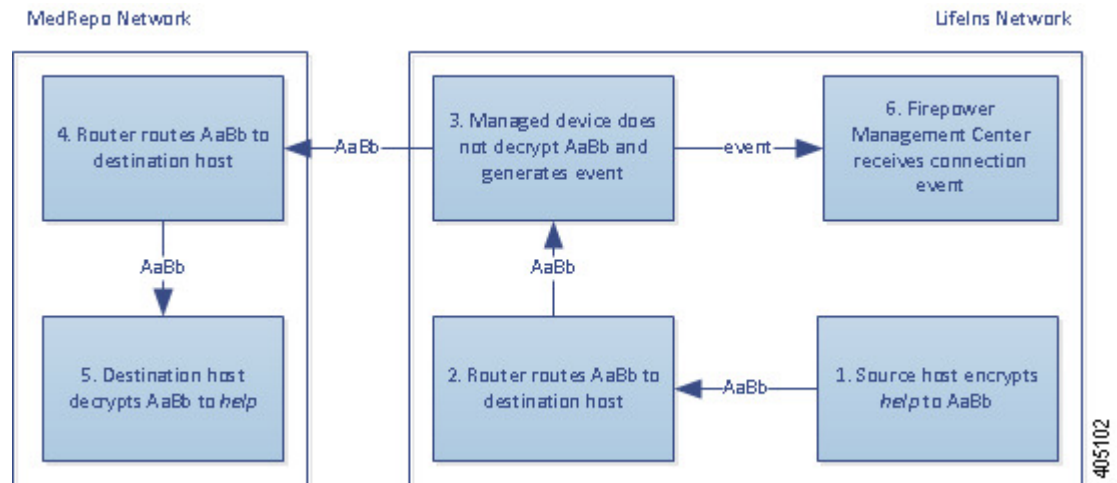 MedRepo Network
LifeIns Network
4. Router routes AaBb to
destination host
AaBb
3. Managed device does
not decrypt AaBb and
generates event
event
6. Firepower
Management Center
receives connection
event
AaBb
AaBb
5. Destination host
decrypts AaBb to help
2. Router routes AaBb to
destination host
AaBb
1. Source host encrypts
help to AaBb
405102